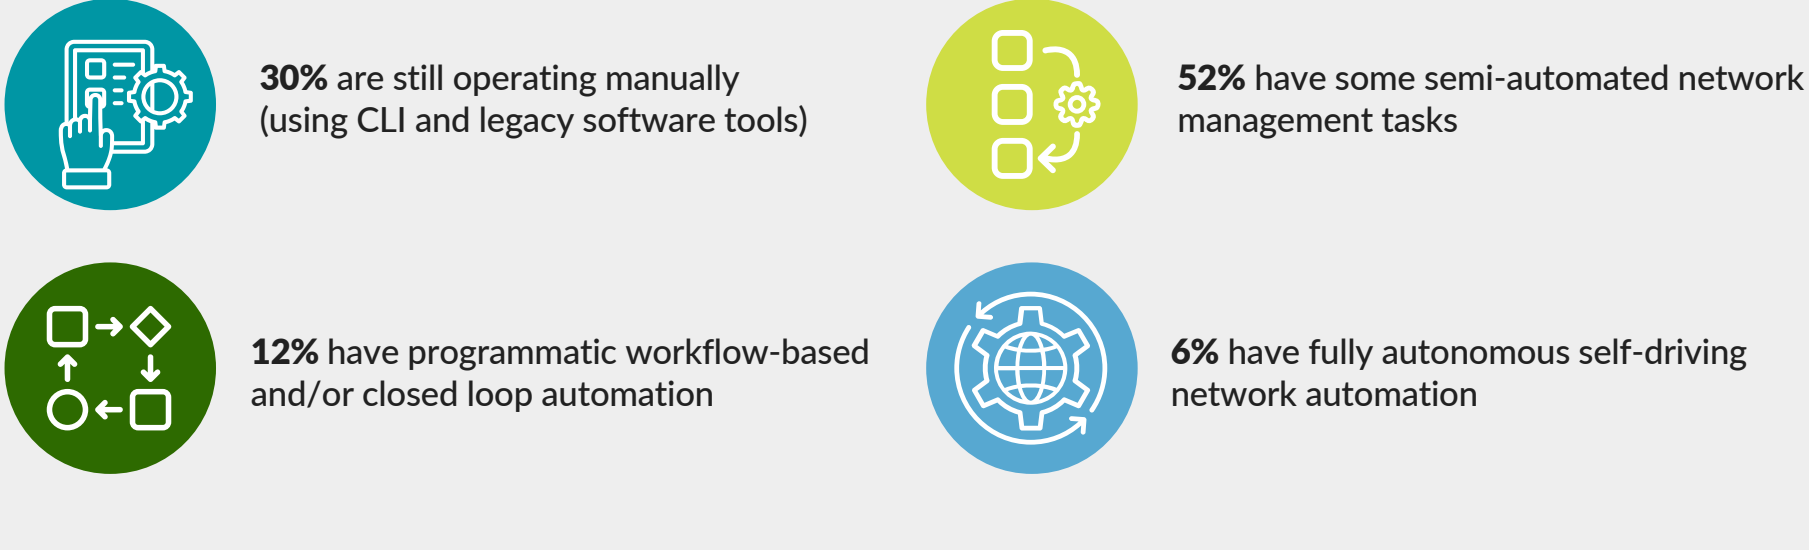 30% are still operating manually
(using CLI and legacy software tools)
52% have some semi-automated network
management tasks
12% have programmatic workflow-based
and/or closed loop automation
6% have fully autonomous self-driving
network automation